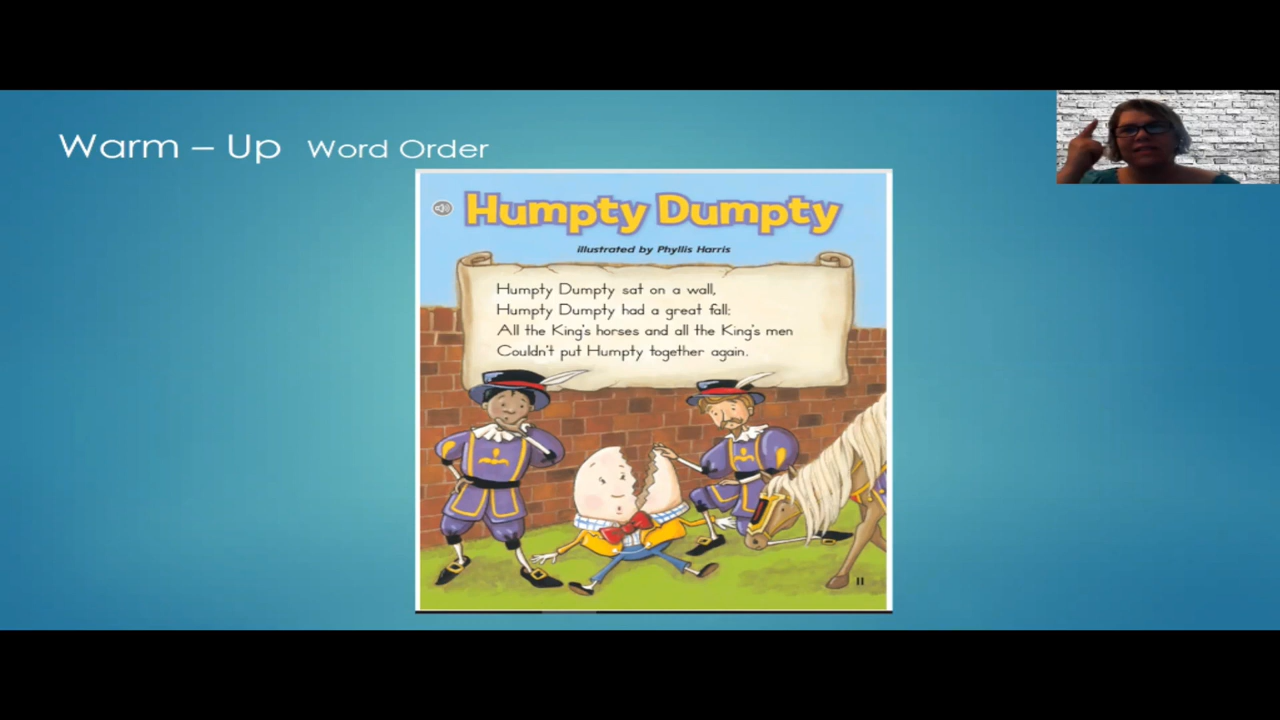 Warm – Up Word Order
Humpty Dumpty
illustrated by Phyllis Harris
Humpty Dumpty sat on a wall,
Humpty Dumpty had a great fall;
All the King's horses and all the King's men
Couldn't put Humpty together again.
11